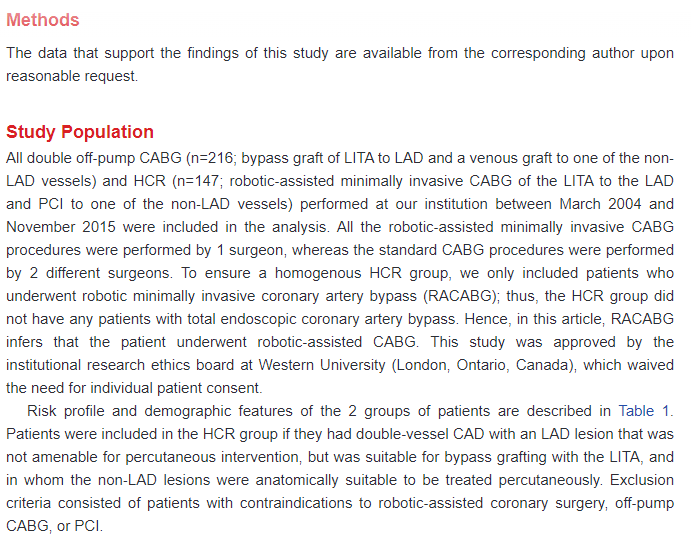 Methods
The data that support the findings of this study are available from the corresponding author upon
reasonable request.
Study Population
All double off-pump CABG (n=216; bypass graft of LITA to LAD and a venous graft to one of the non-
LAD vessels) and HCR (n=147; robotic-assisted minimally invasive CABG of the LITA to the LAD
and PCI to one of the non-LAD vessels) performed at our institution between March 2004 and
November 2015 were included in the analysis. All the robotic-assisted minimally invasive CABG
procedures were performed by 1 surgeon, whereas the standard CABG procedures were performed
by 2 different surgeons. To ensure a homogenous HCR group, we only included patients who
underwent robotic minimally invasive coronary artery bypass (RACABG); thus, the HCR group did
not have any patients with total endoscopic coronary artery bypass. Hence, in this article, RACABG
infers that the patient underwent robotic-assisted CABG. This study was approved by the
institutional research ethics board at Western University (London, Ontario, Canada), which waived
the need for individual patient consent.
Risk profile and demographic features of the 2 groups of patients are described in Table 1.
Patients were included in the HCR group if they had double-vessel CAD with an LAD lesion that was
not amenable for percutaneous intervention, but was suitable for bypass grafting with the LITA, and
in whom the non-LAD lesions were anatomically suitable to be treated percutaneously. Exclusion
criteria consisted of patients with contraindications to robotic-assisted coronary surgery, off-pump
CABG, or PCI.